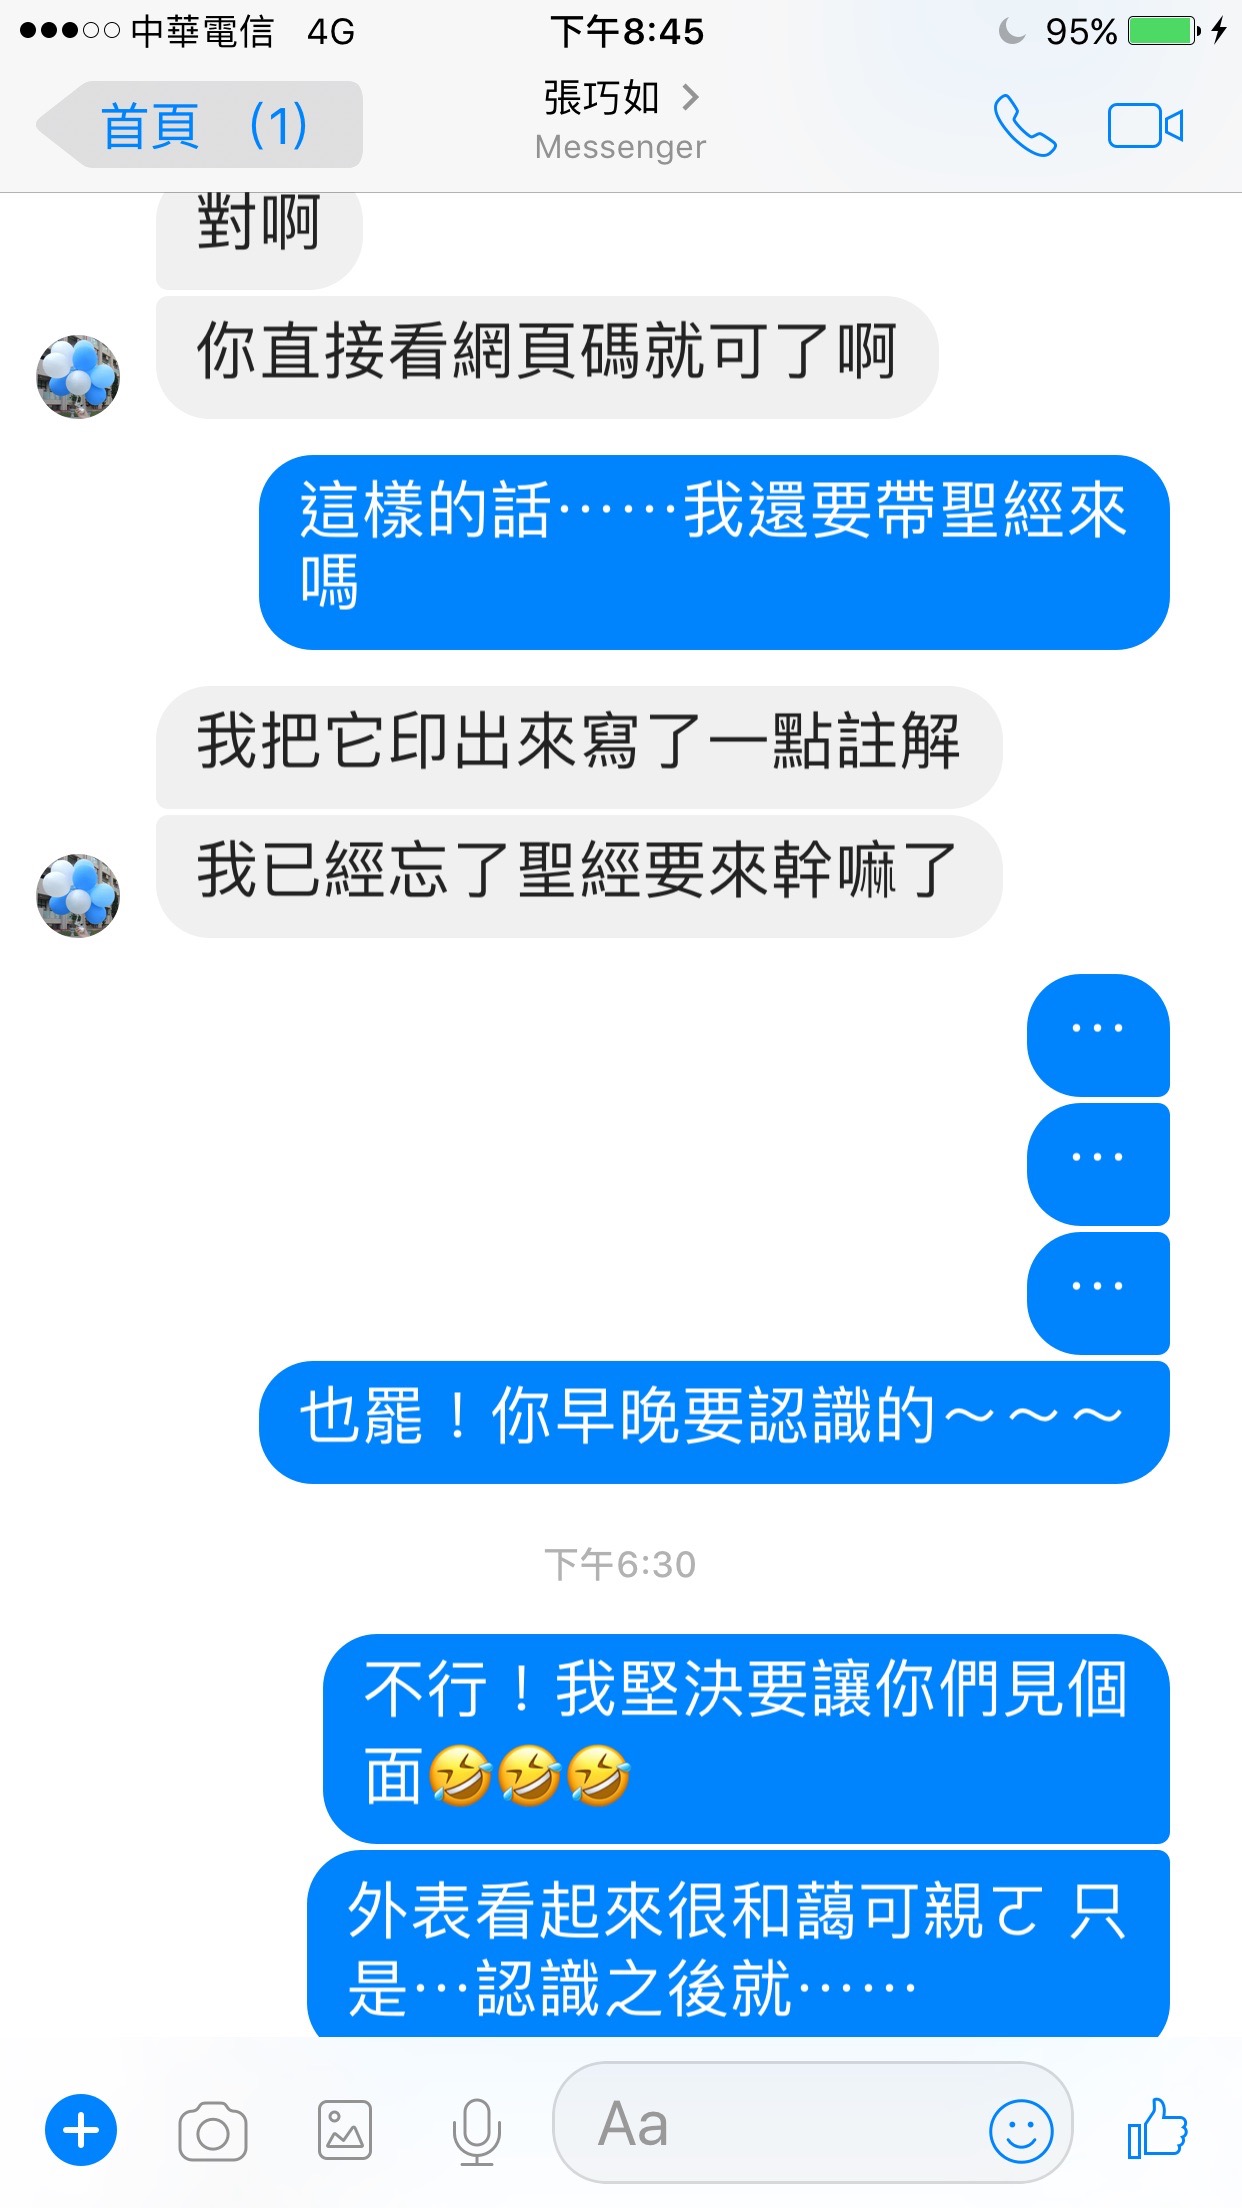 中華電信 4G 下午8:45 95%
首頁 (1) 張巧如
Messenger
對啊
你直接看網頁碼就可了啊
這樣的話⋯⋯我還要帶聖經來
嗎
我把它印出來寫了一點註解
我已經忘了聖經要來幹嘛了
⋯
⋯
⋯
也罷！你早晚要認識的～～～
下午6:30
不行！我堅決要讓你們見個
面🤣🤣🤣
外表看起來很和藹可親ㄛ 只
是⋯認識之後就⋯⋯
Aa